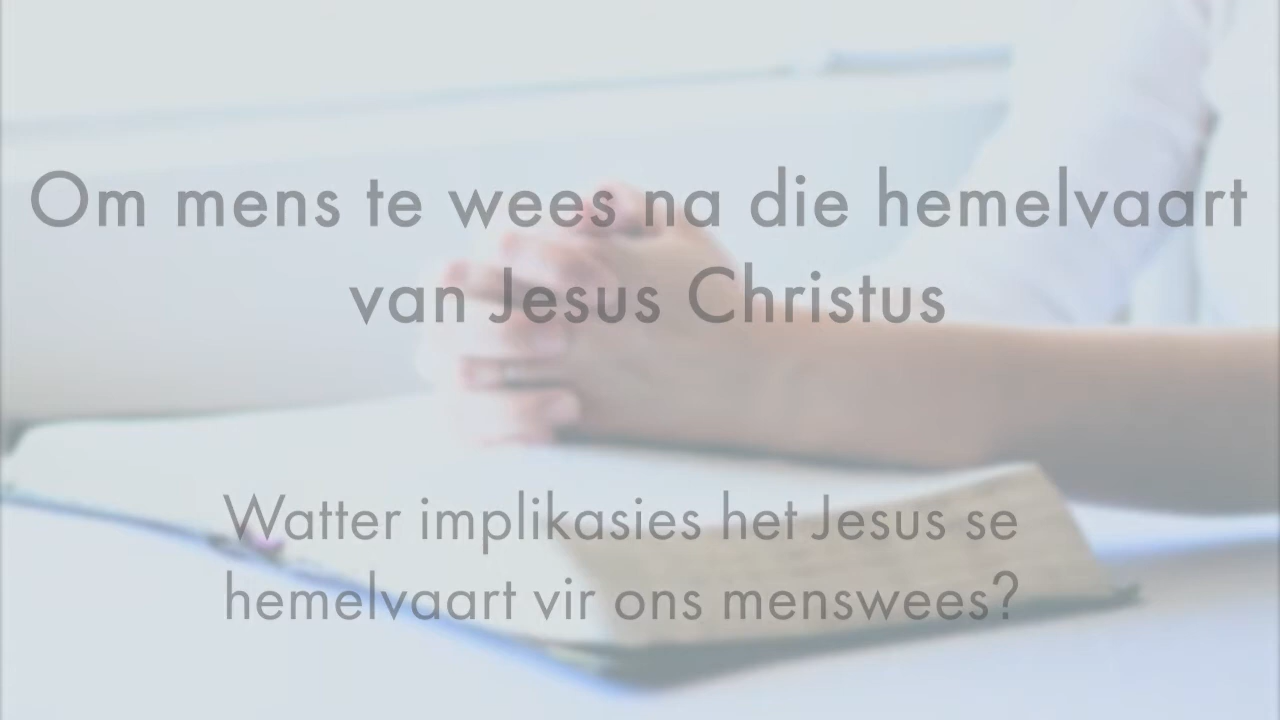 Om mens te wees na die hemelvaart
van Jesus Christus
Watter implikasies het Jesus se
hemelvaart vir ons menswees?